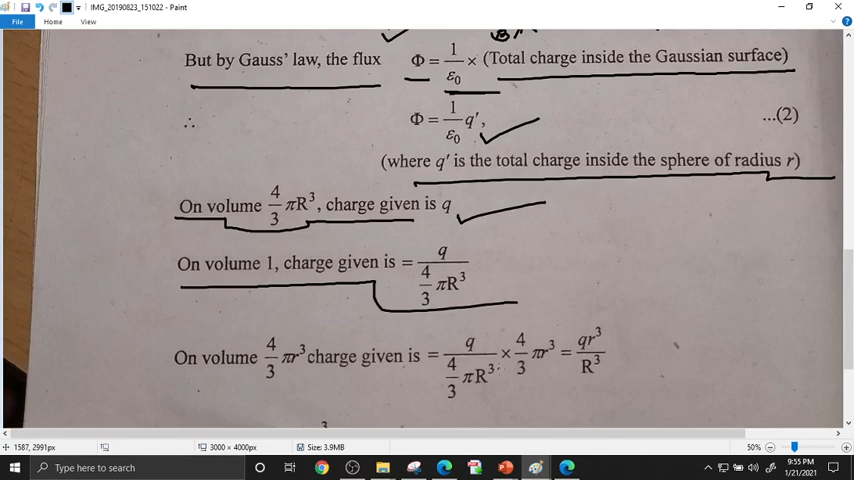 IMG_20190823_151022 - Paint
File Home View
But by Gauss' law, the flux Φ = 1/ε₀ × (Total charge inside the Gaussian surface)
∴ Φ = 1/ε₀ q′, ...(2)
(where q′ is the total charge inside the sphere of radius r)
On volume 4/3 πR³, charge given is q
On volume 1, charge given is = q / (4/3 πR³)
On volume 4/3 πr³ charge given is = q / (4/3 πR³) × 4/3 πr³ = qr³/R³
3
1587, 2991px 3000 × 4000px Size: 3.9MB 50%
Type here to search
9:55 PM
1/21/2021